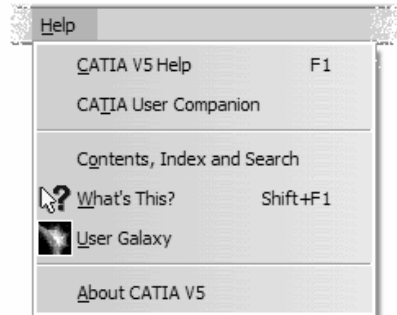 Help
CATIA V5 Help F1
CATIA User Companion
Contents, Index and Search
What's This? Shift+F1
User Galaxy
About CATIA V5